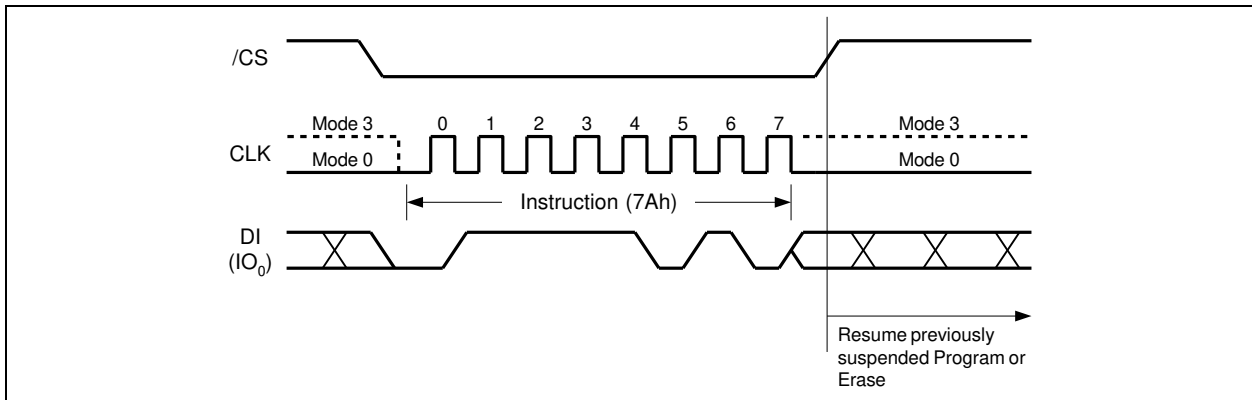 /CS
Mode 3
0 1 2 3 4 5 6 7
Mode 3
CLK
Mode 0
Mode 0
Instruction (7Ah)
DI
(IO0)
Resume previously
suspended Program or
Erase